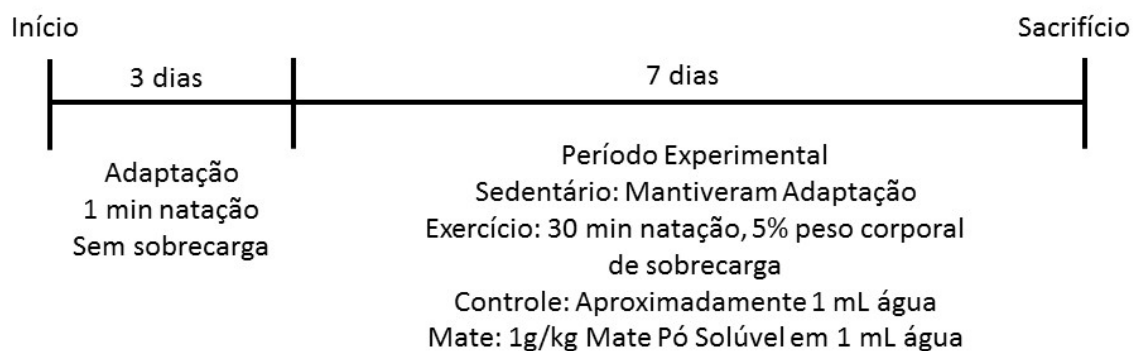 Início
Sacrifício
3 dias
7 dias
Adaptação
1 min natação
Sem sobrecarga
Período Experimental
Sedentário: Mantiveram Adaptação
Exercício: 30 min natação, 5% peso corporal
de sobrecarga
Controle: Aproximadamente 1 mL água
Mate: 1g/kg Mate Pó Solúvel em 1 mL água